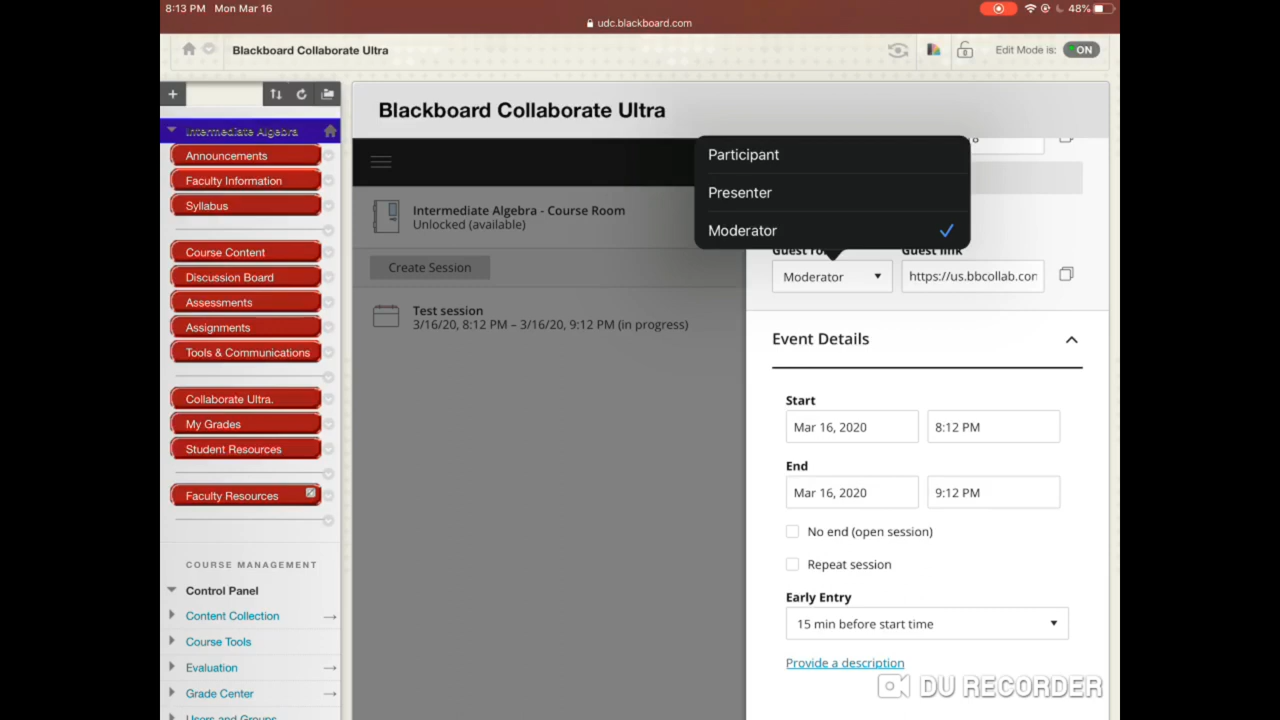 8:13 PM Mon Mar 16
48%
udc.blackboard.com
Blackboard Collaborate Ultra
Edit Mode is: ON
Intermediate Algebra
Announcements
Faculty Information
Syllabus
Course Content
Discussion Board
Assessments
Assignments
Tools & Communications
Collaborate Ultra.
My Grades
Student Resources
Faculty Resources
COURSE MANAGEMENT
Control Panel
Content Collection
Course Tools
Evaluation
Grade Center
Users and Groups
Blackboard Collaborate Ultra
Intermediate Algebra - Course Room
Unlocked (available)
Create Session
Test session
3/16/20, 8:12 PM – 3/16/20, 9:12 PM (in progress)
Participant
Presenter
Moderator
Guest link
Moderator
https://us.bbcollab.con
Event Details
Start
Mar 16, 2020
8:12 PM
End
Mar 16, 2020
9:12 PM
No end (open session)
Repeat session
Early Entry
15 min before start time
Provide a description
DU RECORDER